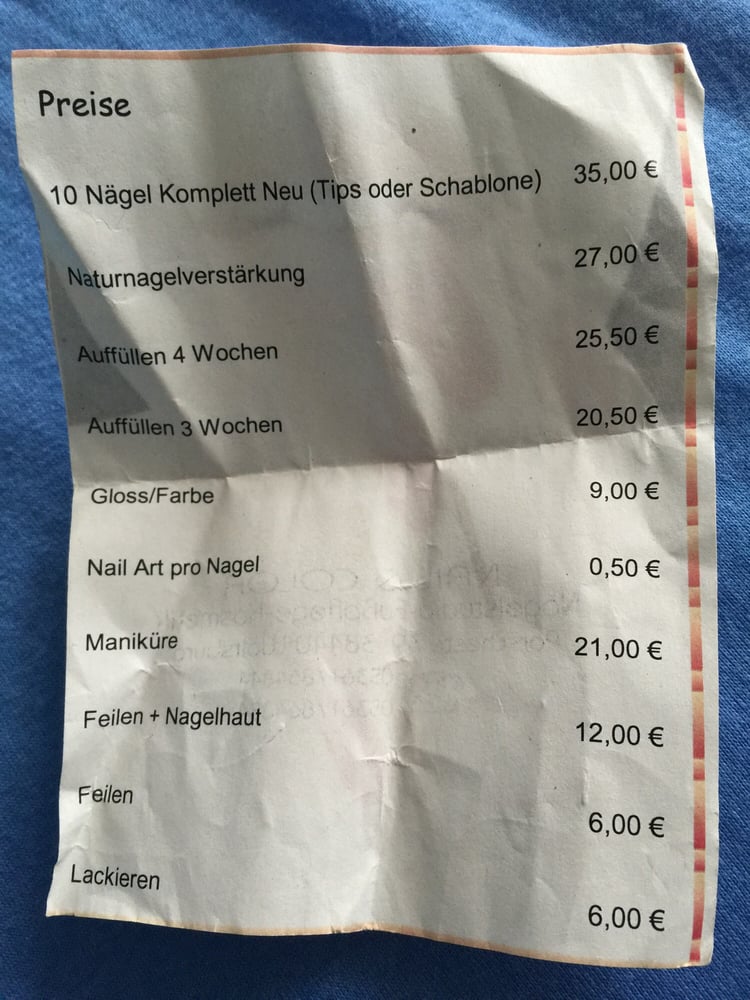 Preise
10 Nägel Komplett Neu (Tips oder Schablone) 35,00 €
Naturnagelverstärkung 27,00 €
Auffüllen 4 Wochen 25,50 €
Auffüllen 3 Wochen 20,50 €
Gloss/Farbe 9,00 €
Nail Art pro Nagel 0,50 €
Maniküre 21,00 €
Feilen + Nagelhaut 12,00 €
Feilen 6,00 €
Lackieren 6,00 €